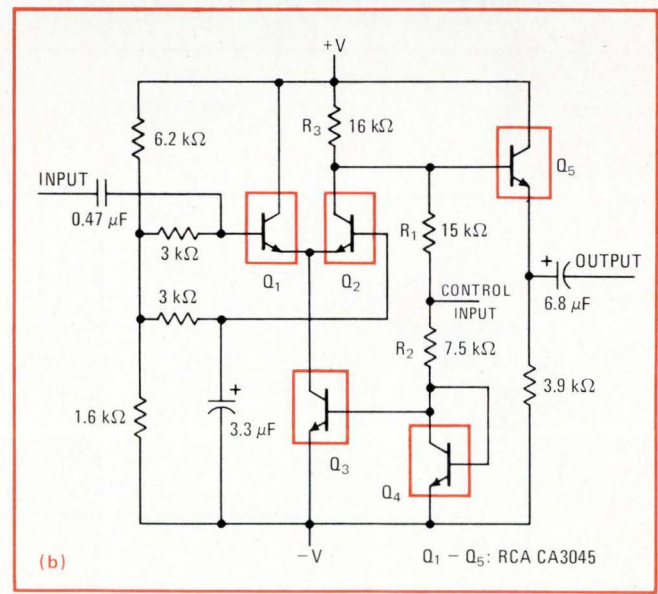 +V
R3 16 kΩ
6.2 kΩ
Q5
INPUT
0.47 μF
R1 15 kΩ
3 kΩ
Q1
Q2
+ OUTPUT
CONTROL
INPUT
6.8 μF
3 kΩ
R2 7.5 kΩ
+
1.6 kΩ
3.3 μF
3.9 kΩ
Q3
Q4
−V
(b)
Q1 – Q5: RCA CA3045